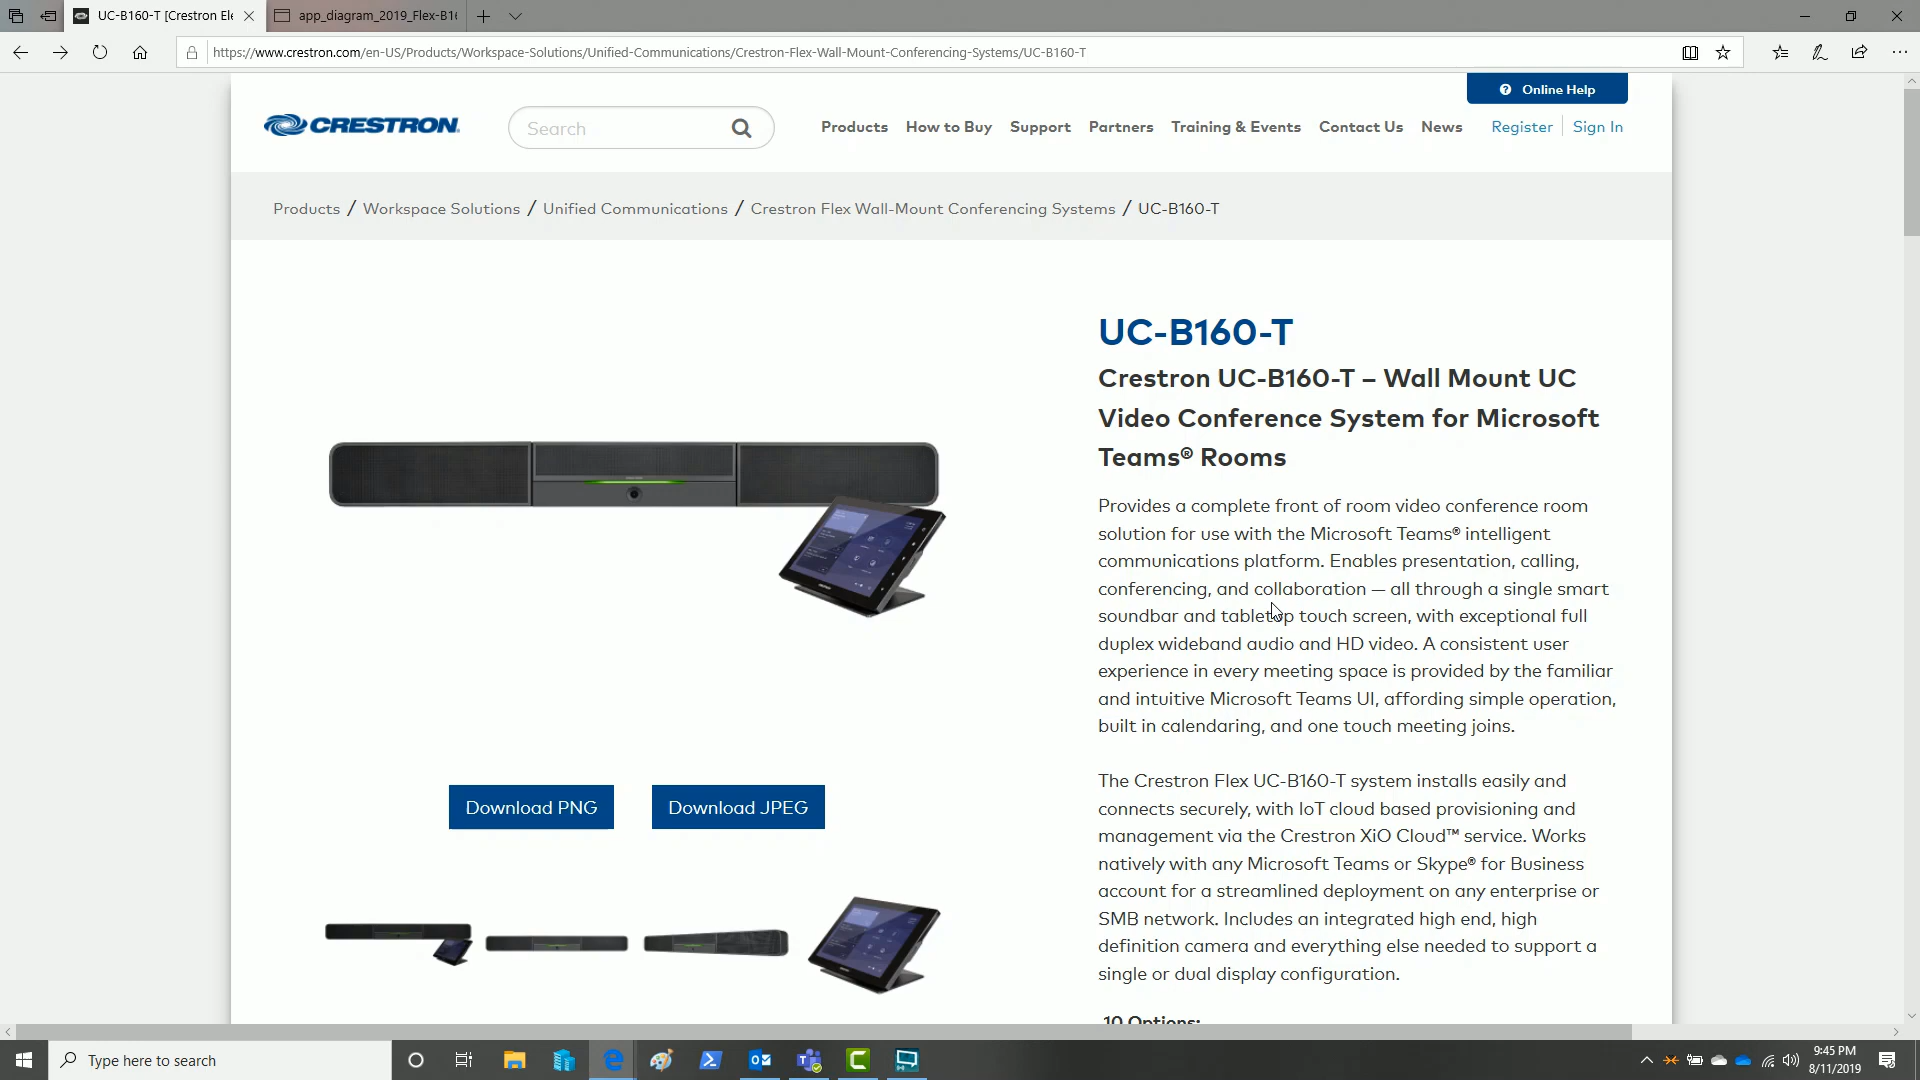 UC-B160-T [Crestron Ele
app_diagram_2019_Flex-B16
https://www.crestron.com/en-US/Products/Workspace-Solutions/Unified-Communications/Crestron-Flex-Wall-Mount-Conferencing-Systems/UC-B160-T
Online Help
CRESTRON
Search
Products How to Buy Support Partners Training & Events Contact Us News Register Sign In
Products / Workspace Solutions / Unified Communications / Crestron Flex Wall-Mount Conferencing Systems / UC-B160-T
UC-B160-T
Crestron UC-B160-T – Wall Mount UC
Video Conference System for Microsoft
Teams® Rooms
Provides a complete front of room video conference room
solution for use with the Microsoft Teams® intelligent
communications platform. Enables presentation, calling,
conferencing, and collaboration — all through a single smart
soundbar and tabletop touch screen, with exceptional full
duplex wideband audio and HD video. A consistent user
experience in every meeting space is provided by the familiar
and intuitive Microsoft Teams UI, affording simple operation,
built in calendaring, and one touch meeting joins.
Download PNG
Download JPEG
The Crestron Flex UC-B160-T system installs easily and
connects securely, with IoT cloud based provisioning and
management via the Crestron XiO Cloud™ service. Works
natively with any Microsoft Teams or Skype® for Business
account for a streamlined deployment on any enterprise or
SMB network. Includes an integrated high end, high
definition camera and everything else needed to support a
single or dual display configuration.
10 Options:
Type here to search
9:45 PM
8/11/2019